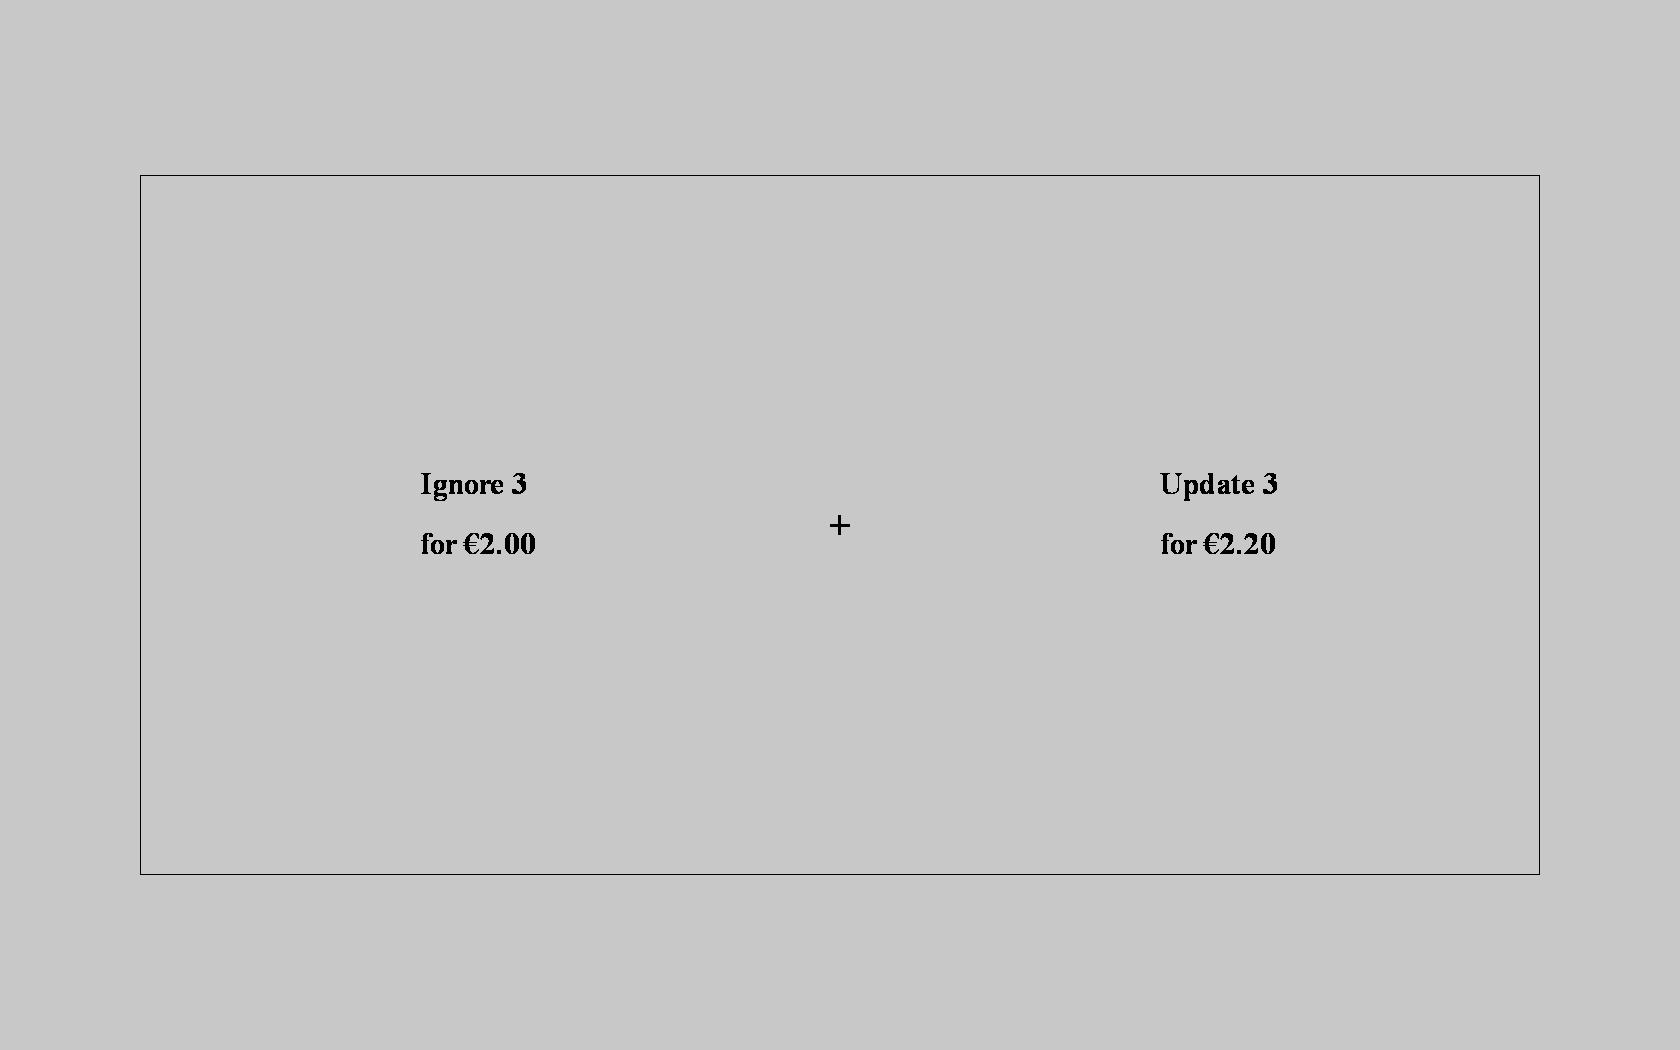 Ignore 3
for €2.00
+
Update 3
for €2.20